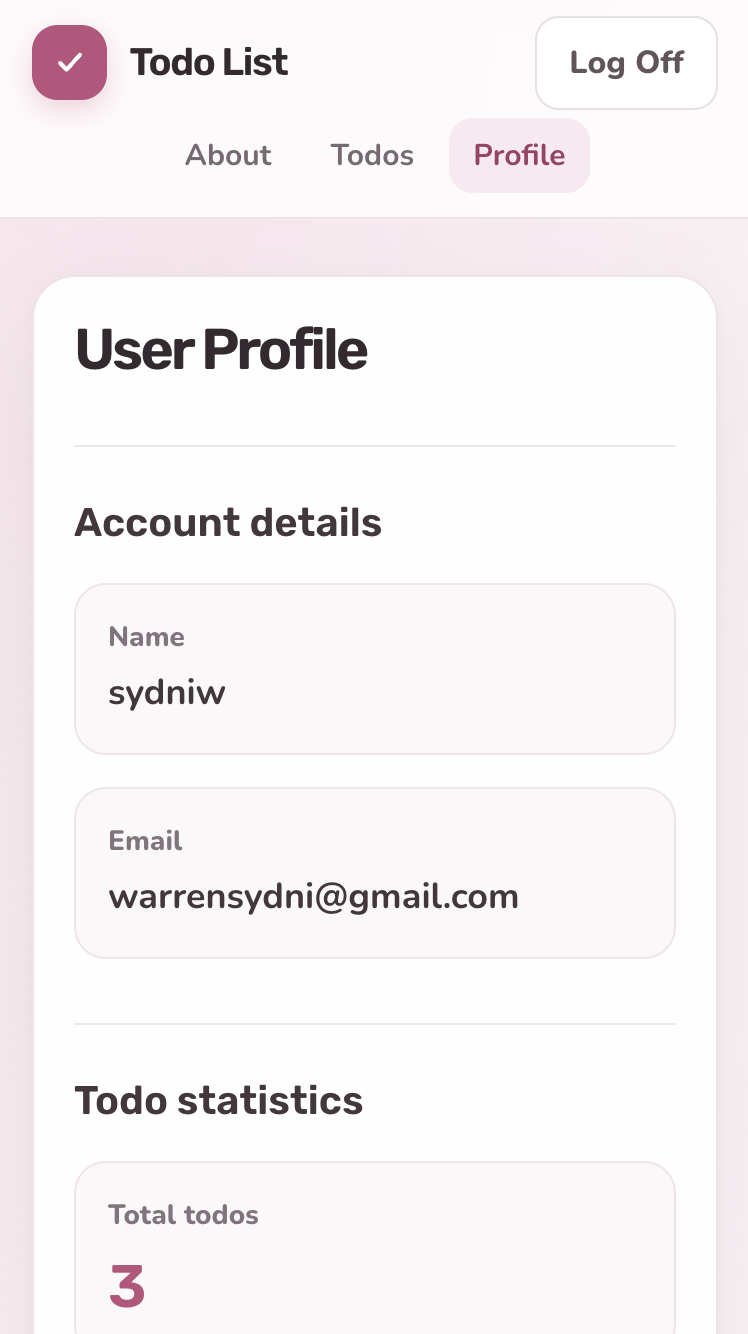 Todo List
Log Off
About Todos Profile
User Profile
Account details
Name
sydniw
Email
warrensydni@gmail.com
Todo statistics
Total todos
3